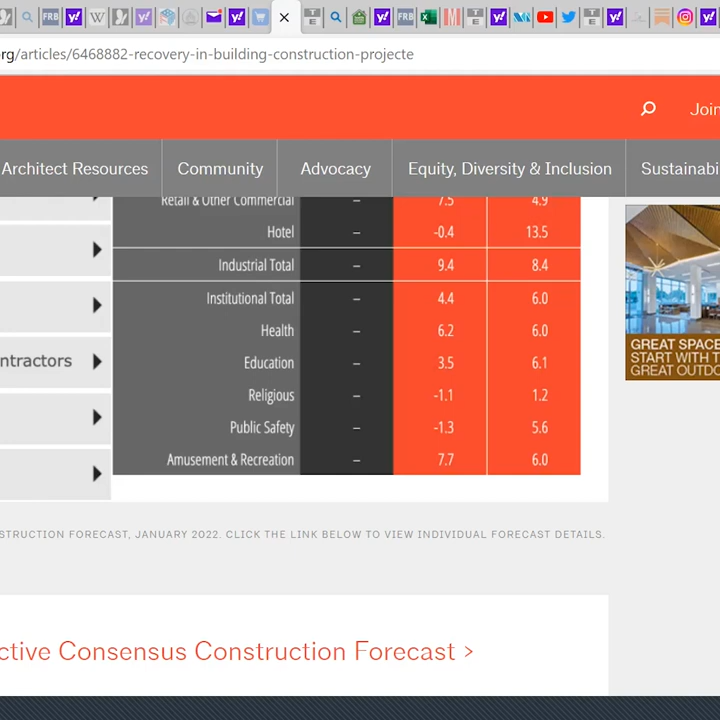 rg/articles/6468882-recovery-in-building-construction-projecte
Join
Architect Resources Community Advocacy Equity, Diversity & Inclusion Sustainabi
Retail & Other Commercial – 7.5 4.9
Hotel – -0.4 13.5
Industrial Total – 9.4 8.4
Institutional Total – 4.4 6.0
Health – 6.2 6.0
Education – 3.5 6.1
Religious – -1.1 1.2
Public Safety – -1.3 5.6
Amusement & Recreation – 7.7 6.0
ntractors
GREAT SPACE
START WITH T
GREAT OUTDO
STRUCTION FORECAST, JANUARY 2022. CLICK THE LINK BELOW TO VIEW INDIVIDUAL FORECAST DETAILS.
ctive Consensus Construction Forecast >